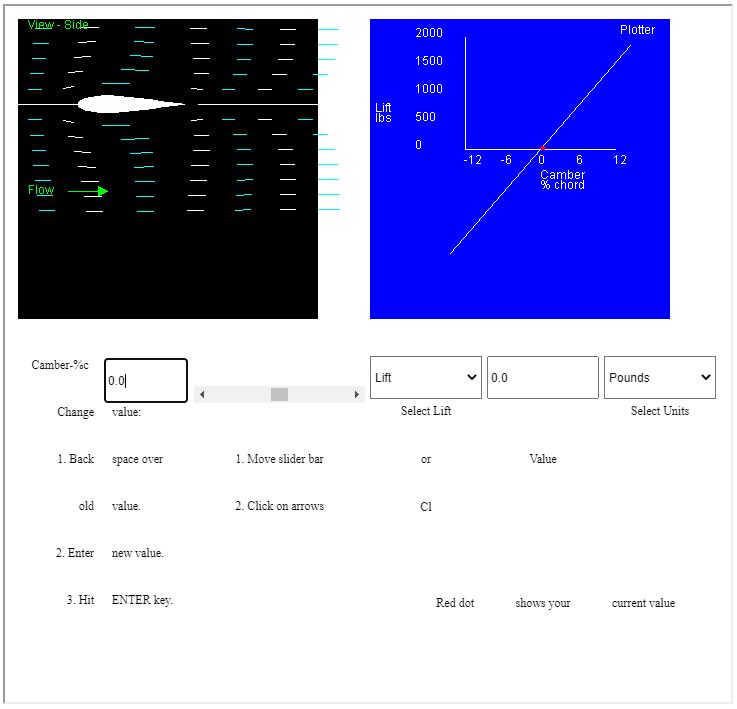 View - Side
Flow
Plotter
2000
1500
1000
500
0
Lift
lbs
-12 -6 0 6 12
Camber
% chord
Camber-%c 0.0 Lift 0.0 Pounds
Change value: Select Lift Select Units
1. Back space over 1. Move slider bar or Value
old value. 2. Click on arrows Cl
2. Enter new value.
3. Hit ENTER key. Red dot shows your current value